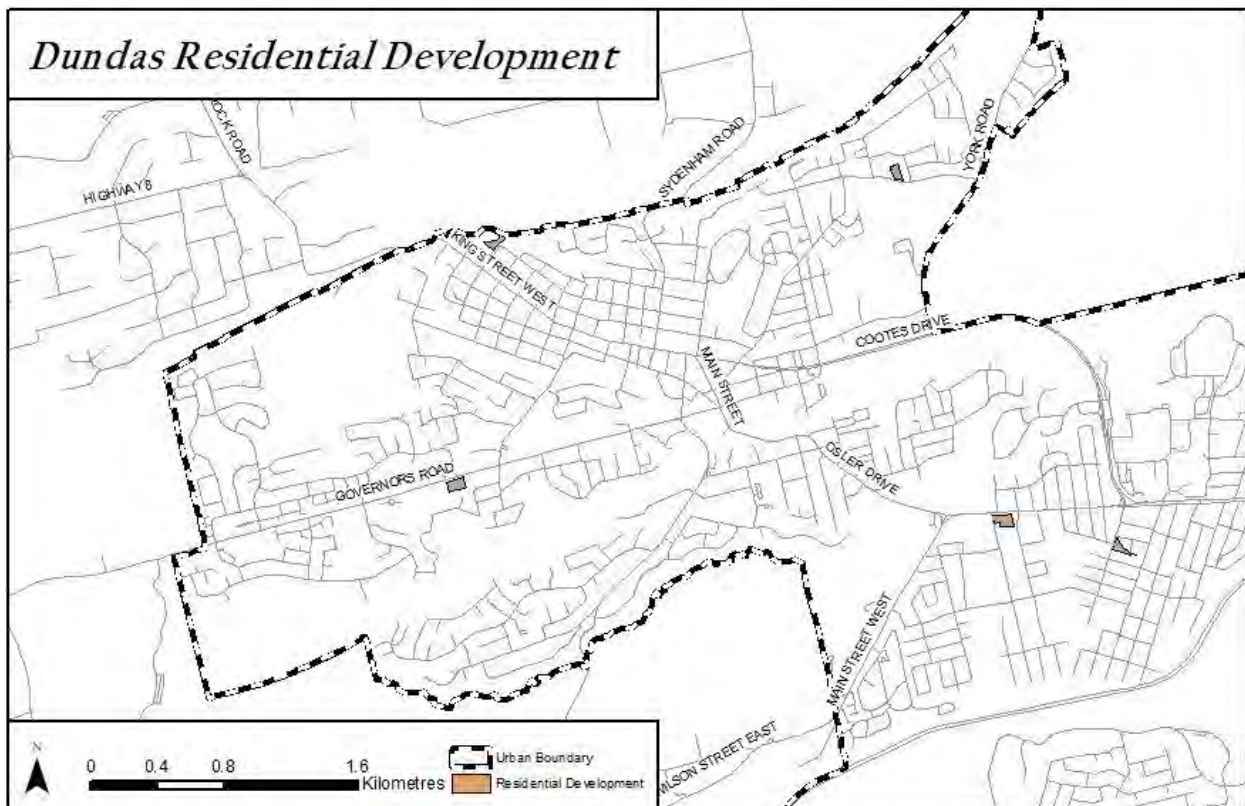 Dundas Residential Development
ROCK ROAD
HIGHWAY 8
SYDENHAM ROAD
YORK ROAD
KING STREET WEST
COOTES DRIVE
MAIN STREET
GOVERNORS ROAD
OSLER DRIVE
MAIN STREET WEST
WILSON STREET EAST
N
0 0.4 0.8 1.6
Kilometres
Urban Boundary
Residential Development